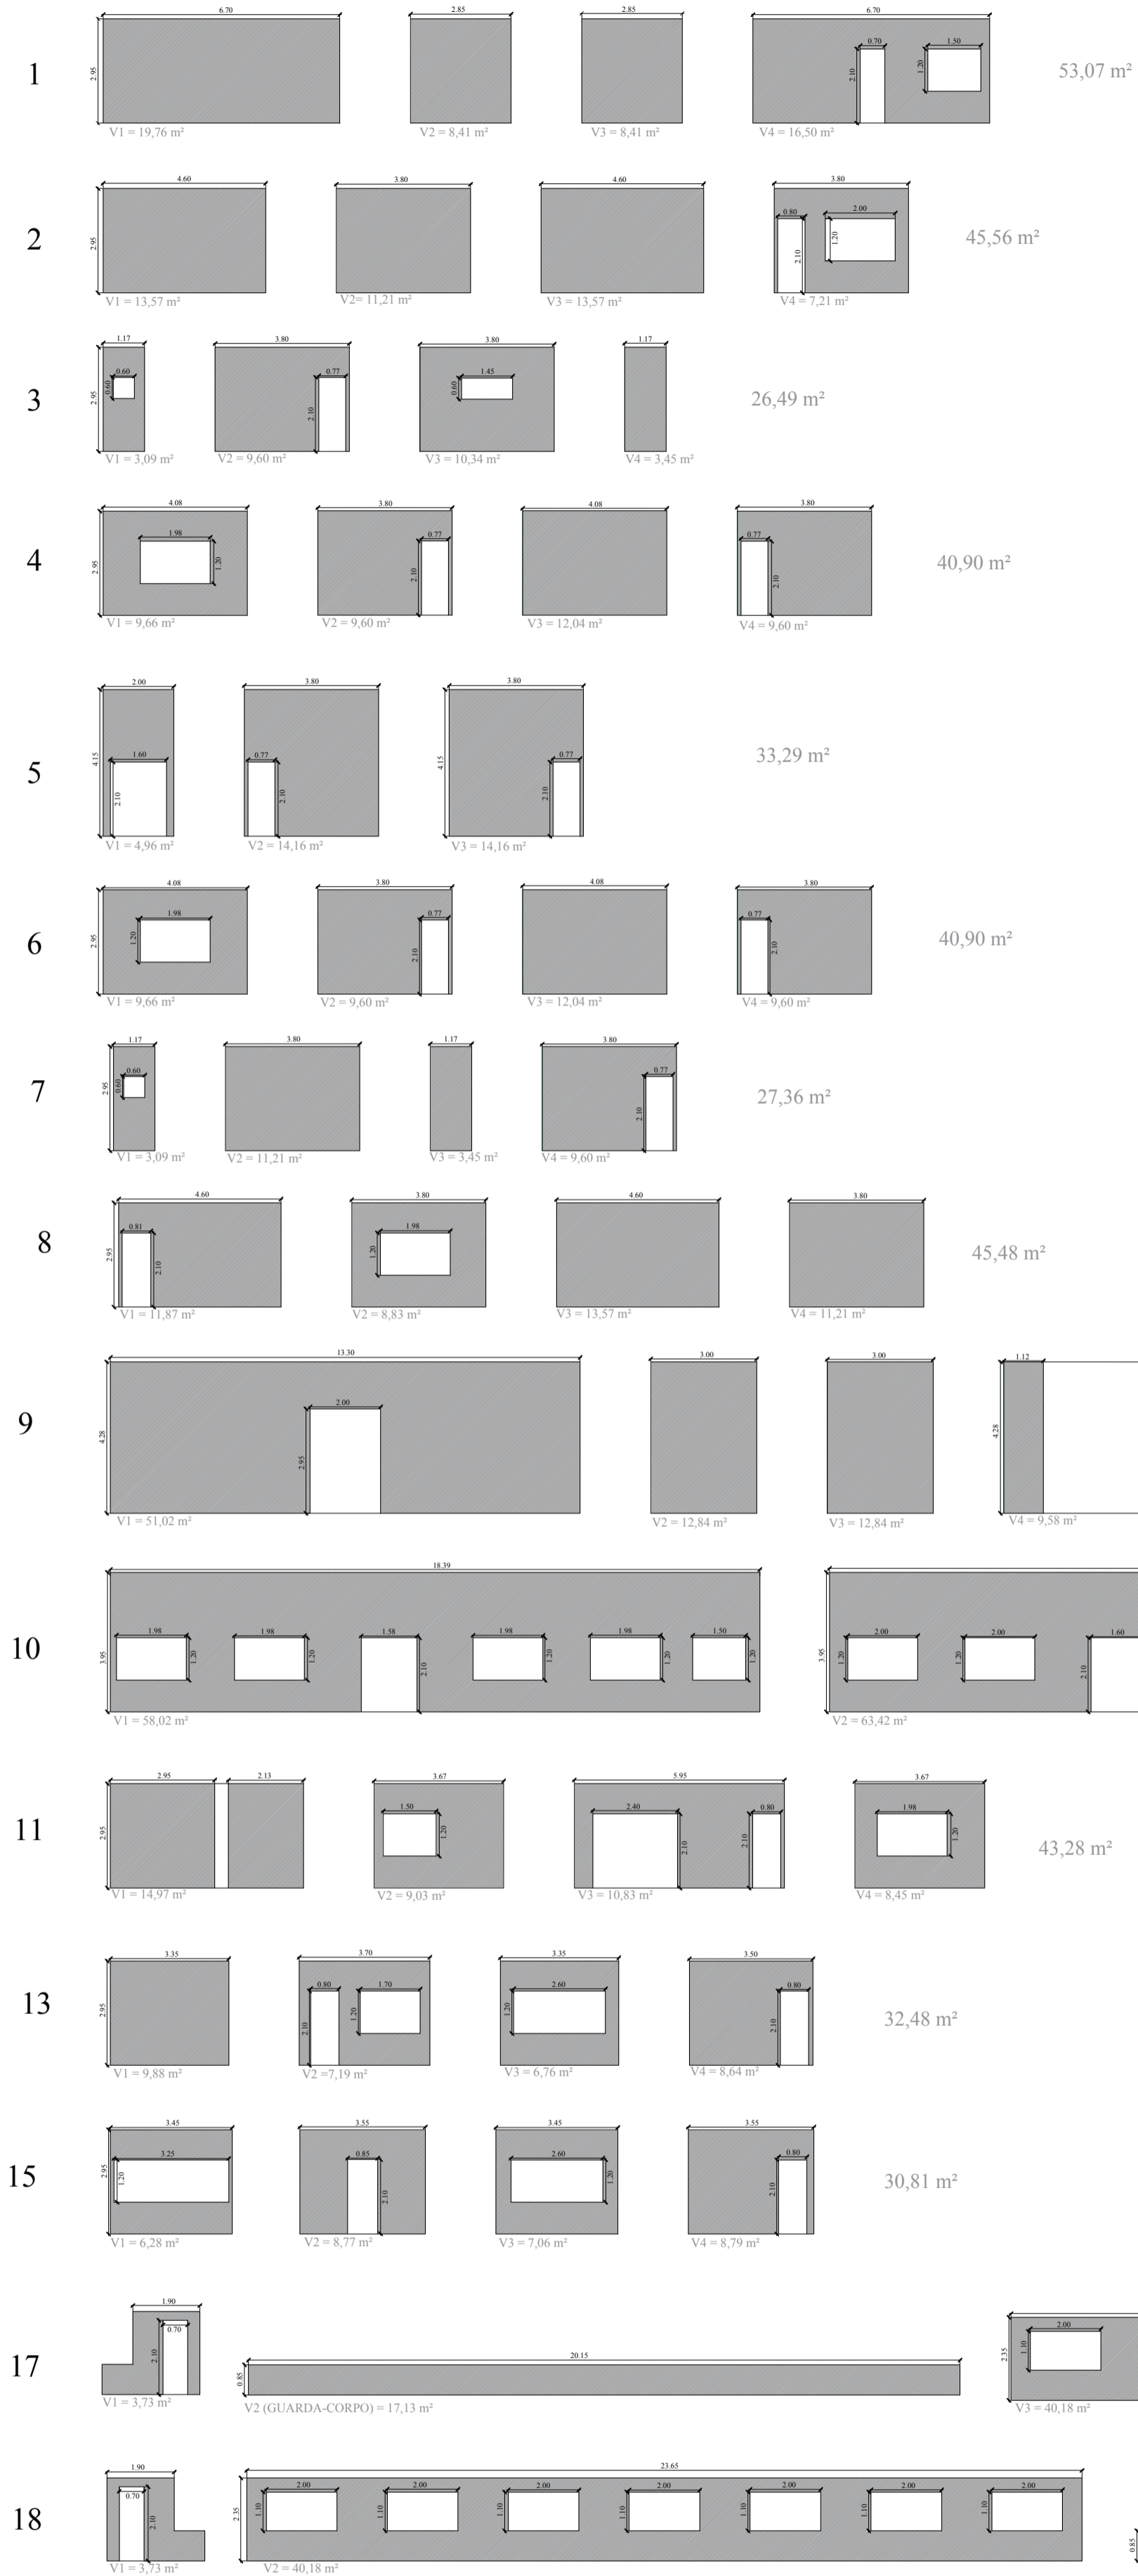 6.70 2.85 2.85 6.70
1 2.95 0.70 2.10 1.50 1.20 53,07 m²
V1 = 19,76 m² V2 = 8,41 m² V3 = 8,41 m² V4 = 16,50 m²
4.60 3.80 4.60 3.80
2 2.95 0.80 2.10 2.00 1.20 45,56 m²
V1 = 13,57 m² V2= 11,21 m² V3 = 13,57 m² V4 = 7,21 m²
1.17 3.80 3.80 1.17
3 2.95 0.60 0.60 0.77 2.10 1.45 0.60 26,49 m²
V1 = 3,09 m² V2 = 9,60 m² V3 = 10,34 m² V4 = 3,45 m²
4.08 3.80 4.08 3.80
4 2.95 1.98 1.20 0.77 2.10 0.77 2.10 40,90 m²
V1 = 9,66 m² V2 = 9,60 m² V3 = 12,04 m² V4 = 9,60 m²
2.00 3.80 3.80
5 4.15 1.60 2.10 0.77 2.10 4.15 0.77 2.10 33,29 m²
V1 = 4,96 m² V2 = 14,16 m² V3 = 14,16 m²
4.08 3.80 4.08 3.80
6 2.95 1.98 1.20 0.77 2.10 0.77 2.10 40,90 m²
V1 = 9,66 m² V2 = 9,60 m² V3 = 12,04 m² V4 = 9,60 m²
1.17 3.80 1.17 3.80
7 2.95 0.60 0.60 0.77 2.10 27,36 m²
V1 = 3,09 m² V2 = 11,21 m² V3 = 3,45 m² V4 = 9,60 m²
4.60 3.80 4.60 3.80
8 2.95 0.81 2.10 1.98 1.20 45,48 m²
V1 = 11,87 m² V2 = 8,83 m² V3 = 13,57 m² V4 = 11,21 m²
13.30 3.00 3.00 1.12
9 4.28 2.00 2.95 4.28
V1 = 51,02 m² V2 = 12,84 m² V3 = 12,84 m² V4 = 9,58 m²
18.39
10 3.95 1.98 1.20 1.98 1.20 1.58 2.10 1.98 1.20 1.98 1.20 1.50 1.20 3.95 2.00 1.20 2.00 1.20 1.60 2.10
V1 = 58,02 m² V2 = 63,42 m²
2.95 2.13 3.67 5.95 3.67
11 2.95 1.50 1.20 2.40 2.10 0.80 2.10 1.98 1.20 43,28 m²
V1 = 14,97 m² V2 = 9,03 m² V3 = 10,83 m² V4 = 8,45 m²
3.35 3.70 3.35 3.50
13 2.95 0.80 2.10 1.70 1.20 2.60 1.20 0.80 2.10 32,48 m²
V1 = 9,88 m² V2 =7,19 m² V3 = 6,76 m² V4 = 8,64 m²
3.45 3.55 3.45 3.55
15 2.95 3.25 1.20 0.85 2.10 2.60 1.20 0.80 2.10 30,81 m²
V1 = 6,28 m² V2 = 8,77 m² V3 = 7,06 m² V4 = 8,79 m²
1.90 20.15
17 0.70 2.10 0.85 2.35 2.00 1.10
V1 = 3,73 m² V2 (GUARDA-CORPO) = 17,13 m² V3 = 40,18 m²
1.90 23.65
18 0.70 2.10 2.35 2.00 1.10 2.00 1.10 2.00 1.10 2.00 1.10 2.00 1.10 2.00 1.10 2.00 1.10 0.85
V1 = 3,73 m² V2 = 40,18 m²